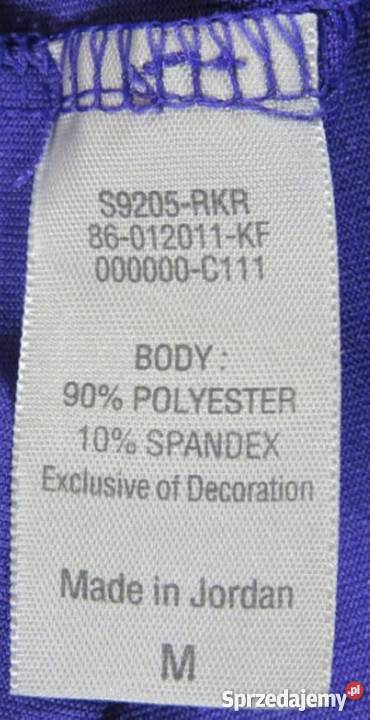 S9205-RKR
86-012011-KF
000000-C111
BODY :
90% POLYESTER
10% SPANDEX
Exclusive of Decoration
Made in Jordan
M
Sprzedajemy.pl